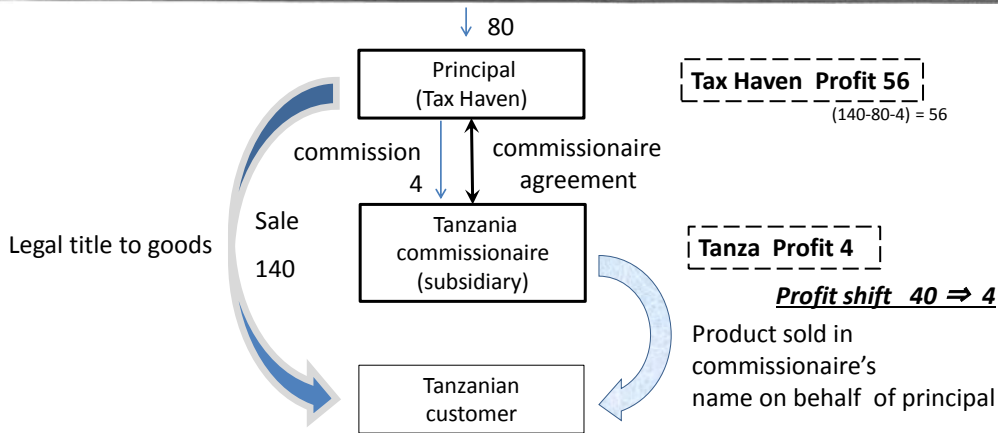 80
Principal
(Tax Haven)
Tax Haven Profit 56
(140-80-4) = 56
commission
4
commissionaire
agreement
Legal title to goods
Sale
140
Tanzania
commissionaire
(subsidiary)
Tanza Profit 4
Profit shift 40 ⇒ 4
Product sold in
commissionaire's
name on behalf of principal
Tanzanian
customer